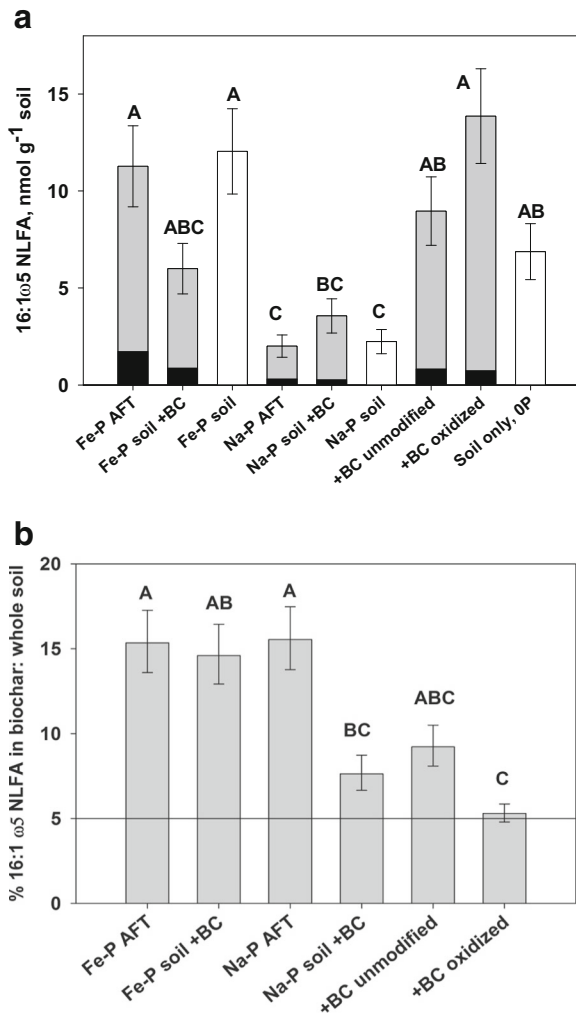 a
16:1ω5 NLFA, nmol g-1 soil
15
10
5
0
A
ABC
A
C
BC
C
AB
A
AB
Fe-P AFT
Fe-P soil +BC
Fe-P soil
Na-P AFT
Na-P soil +BC
Na-P soil
+BC unmodified
+BC oxidized
Soil only, 0P
b
% 16:1 ω5 NLFA in biochar: whole soil
20
15
10
5
0
A
AB
A
BC
ABC
C
Fe-P AFT
Fe-P soil +BC
Na-P AFT
Na-P soil +BC
+BC unmodified
+BC oxidized